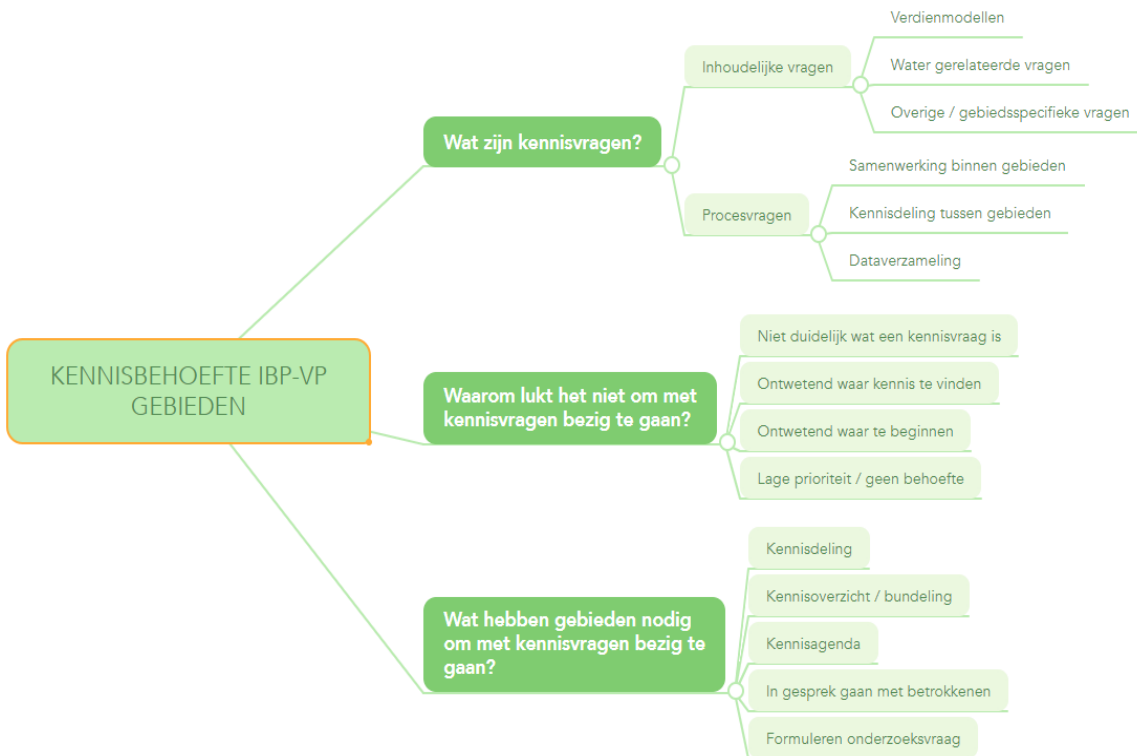 KENNISBEHOEFTE IBP-VP
GEBIEDEN
Wat zijn kennisvragen?
Inhoudelijke vragen
Verdienmodellen
Water gerelateerde vragen
Overige / gebiedsspecifieke vragen
Procesvragen
Samenwerking binnen gebieden
Kennisdeling tussen gebieden
Dataverzameling
Waarom lukt het niet om met
kennisvragen bezig te gaan?
Niet duidelijk wat een kennisvraag is
Ontwetend waar kennis te vinden
Ontwetend waar te beginnen
Lage prioriteit / geen behoefte
Wat hebben gebieden nodig
om met kennisvragen bezig te
gaan?
Kennisdeling
Kennisoverzicht / bundeling
Kennisagenda
In gesprek gaan met betrokkenen
Formuleren onderzoeksvraag